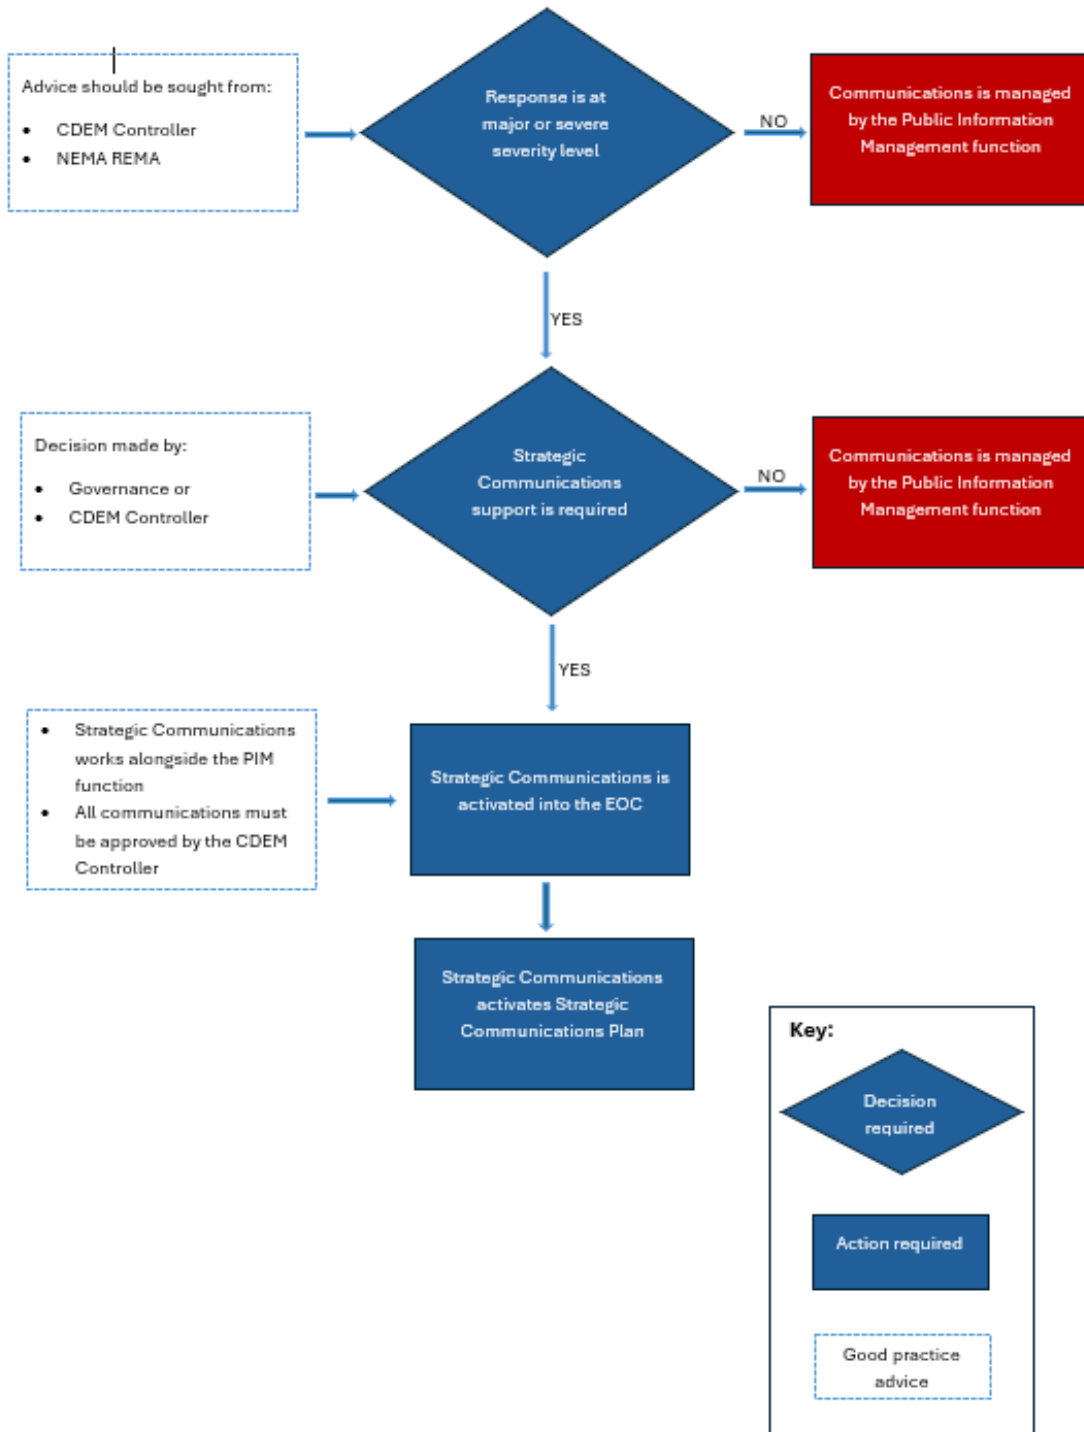 Advice should be sought from:
• CDEM Controller
• NEMA REMA
Response is at
major or severe
severity level
NO
Communications is managed
by the Public Information
Management function
YES
Decision made by:
• Governance or
• CDEM Controller
Strategic
Communications
support is required
NO
Communications is managed
by the Public Information
Management function
YES
• Strategic Communications
works alongside the PIM
function
• All communications must
be approved by the CDEM
Controller
Strategic Communications is
activated into the EOC
Strategic Communications
activates Strategic
Communications Plan
Key:
Decision
required
Action required
Good practice
advice